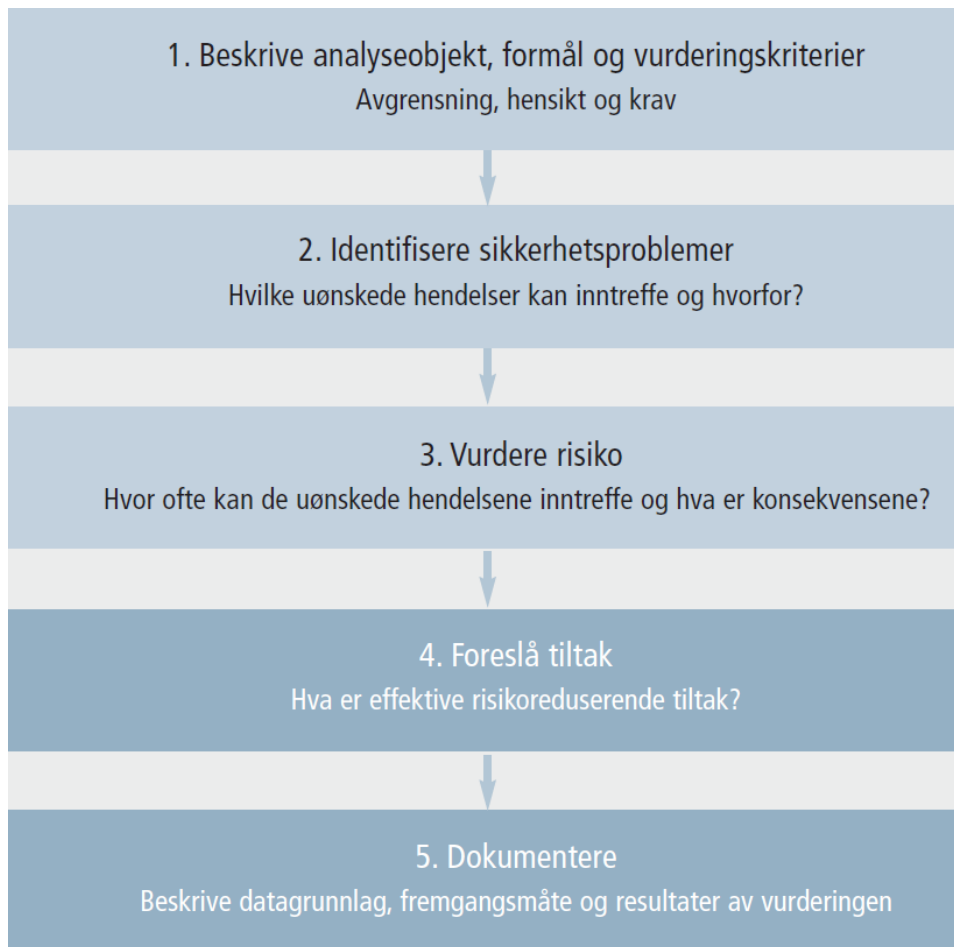 1. Beskrive analyseobjekt, formål og vurderingskriterier
Avgrensning, hensikt og krav
2. Identifisere sikkerhetsproblemer
Hvilke uønskede hendelser kan inntreffe og hvorfor?
3. Vurdere risiko
Hvor ofte kan de uønskede hendelsene inntreffe og hva er konsekvensene?
4. Foreslå tiltak
Hva er effektive risikoreduserende tiltak?
5. Dokumentere
Beskrive datagrunnlag, fremgangsmåte og resultater av vurderingen